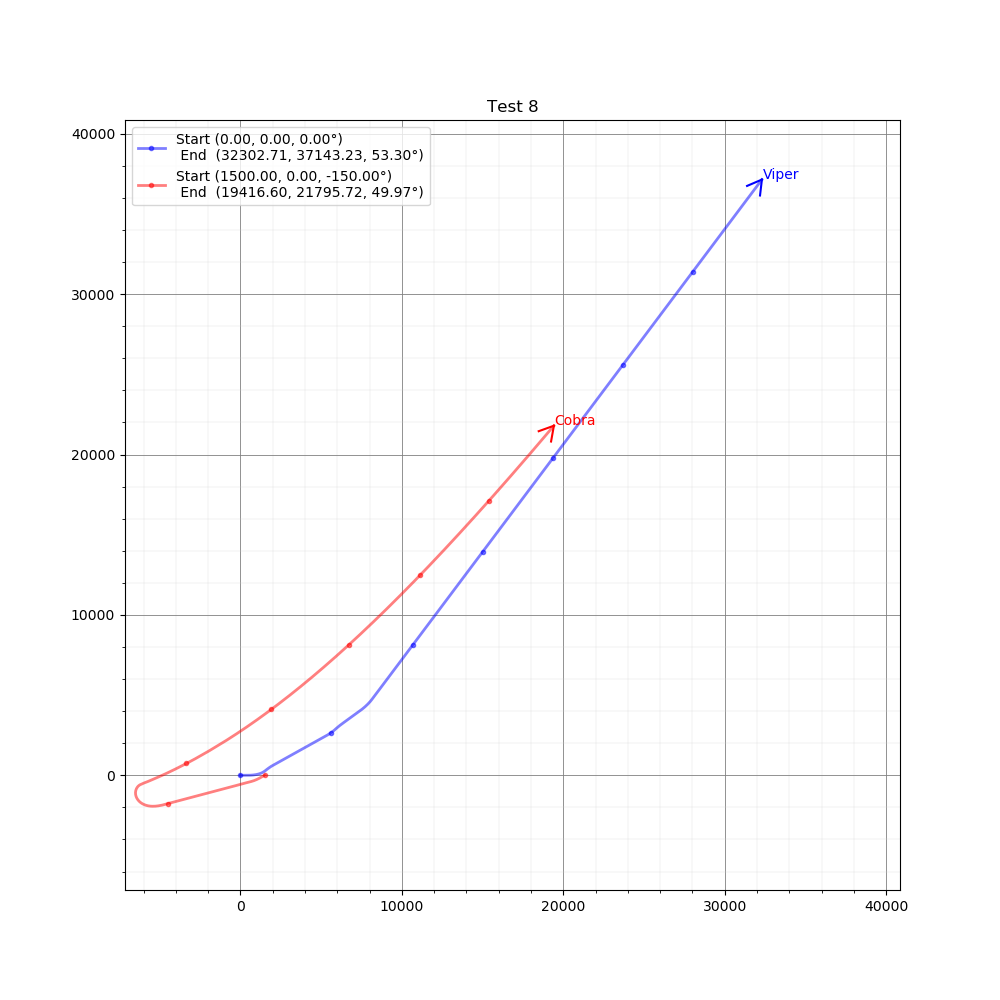 Test 8
Start (0.00, 0.00, 0.00°)
End (32302.71, 37143.23, 53.30°)
Start (1500.00, 0.00, -150.00°)
End (19416.60, 21795.72, 49.97°)
Viper
Cobra
40000
30000
20000
10000
0
0
10000
20000
30000
40000